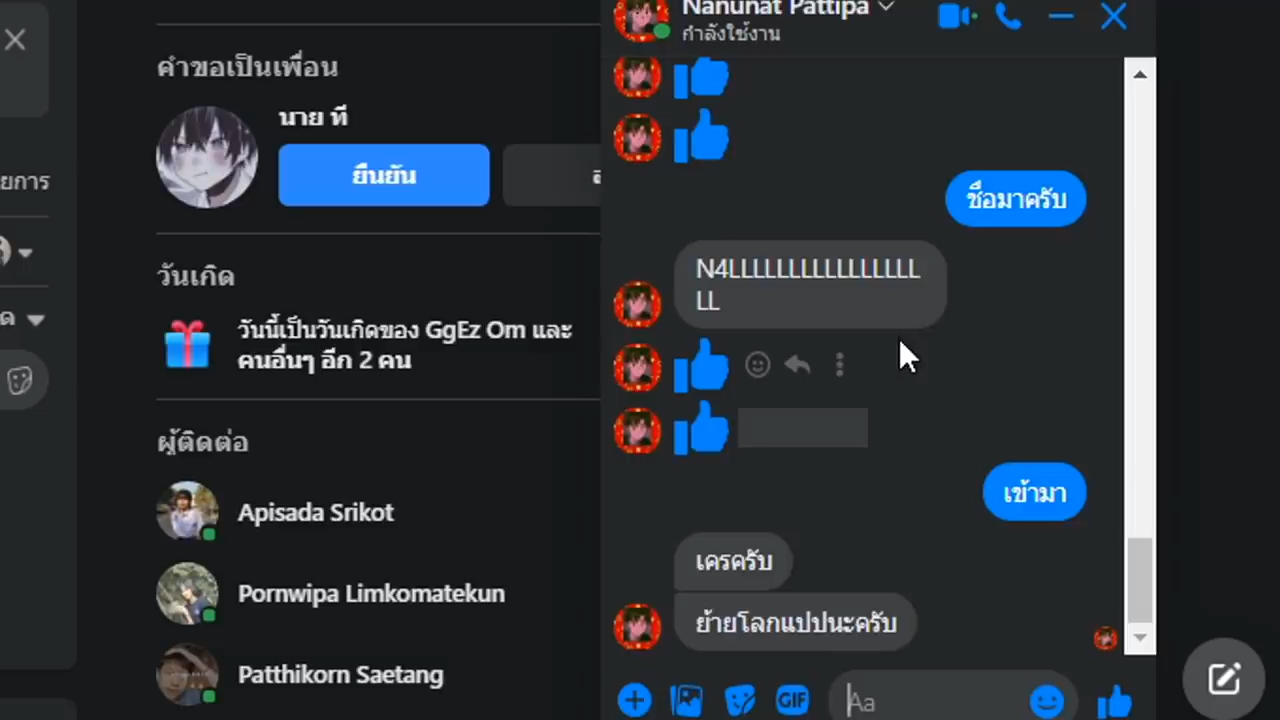 คำขอเป็นเพื่อน
นาย ที
ยืนยัน
ยการ
วันเกิด
วันนี้เป็นวันเกิดของ GgEz Om และ
คนอื่นๆ อีก 2 คน
ผู้ติดต่อ
Apisada Srikot
Pornwipa Limkomatekun
Patthikorn Saetang
Nanunat Pattipa
กำลังใช้งาน
ชื่อมาครับ
N4LLLLLLLLLLLLLLLL
LL
เข้ามา
เครครับ
ย้ายโลกแปปนะครับ
GIF
Aa